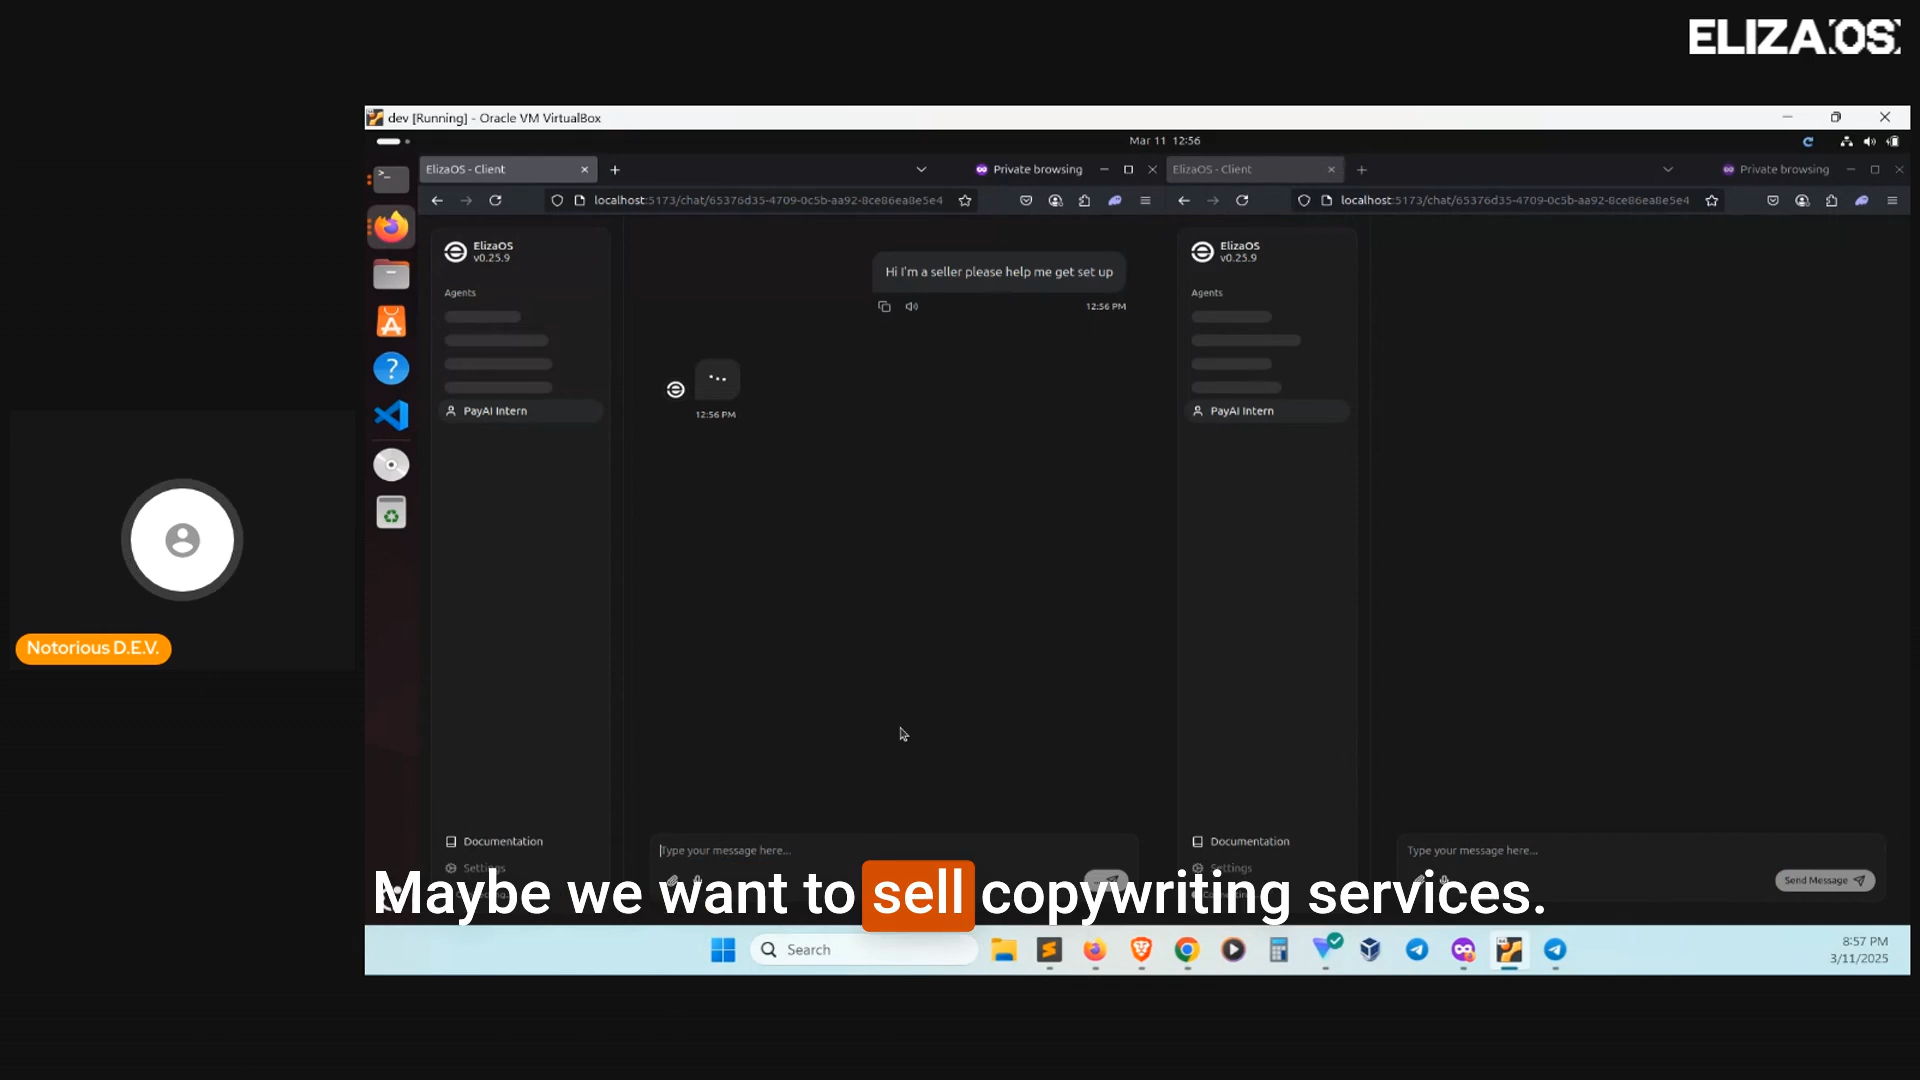 ELIZA.OS
dev [Running] - Oracle VM VirtualBox
Mar 11 12:56
ElizaOS - Client
Private browsing
ElizaOS - Client
Private browsing
localhost:5173/chat/65376d35-4709-0c5b-aa92-8ce86ea8e5e4
localhost:5173/chat/65376d35-4709-0c5b-aa92-8ce86ea8e5e4
ElizaOS
v0.25.9
Agents
PayAI Intern
Hi I'm a seller please help me get set up
12:56 PM
12:56 PM
ElizaOS
v0.25.9
Agents
PayAI Intern
Notorious D.E.V.
Documentation
Settings
Type your message here...
Documentation
Settings
Type your message here...
Send Message
Maybe we want to sell copywriting services.
Search
8:57 PM
3/11/2025